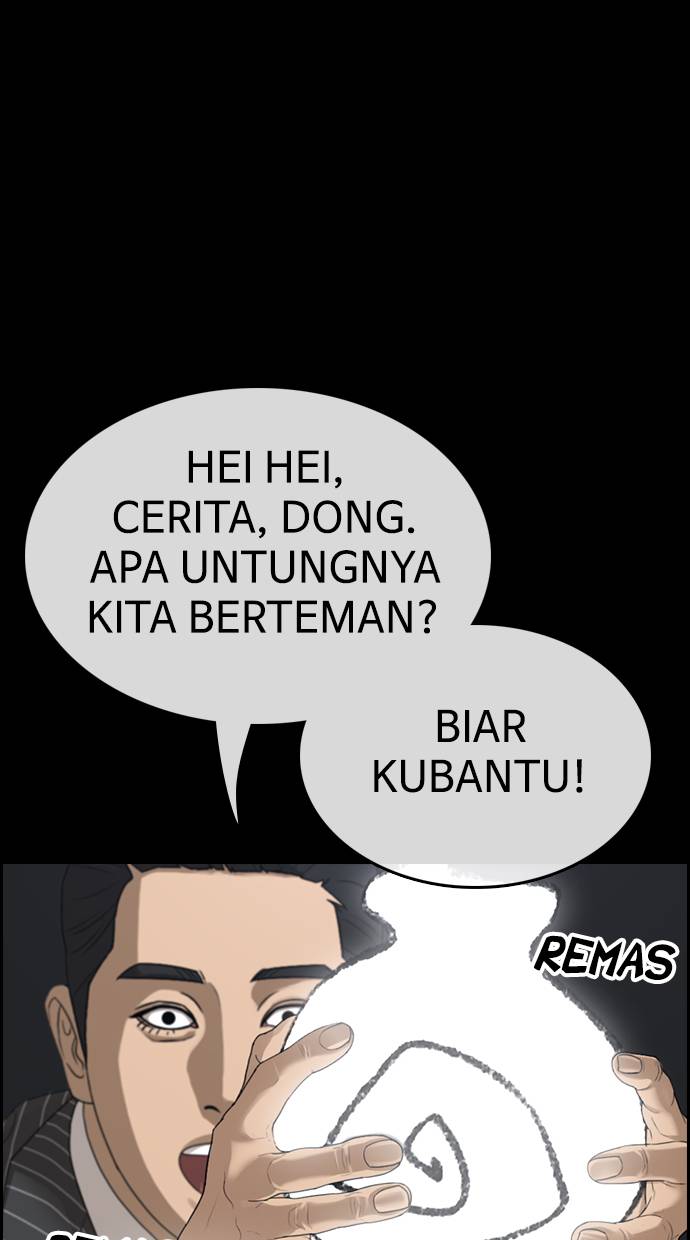 HEI HEI,
CERITA, DONG.
APA UNTUNGNYA
KITA BERTEMAN?
BIAR
KUBANTU!
REMAS